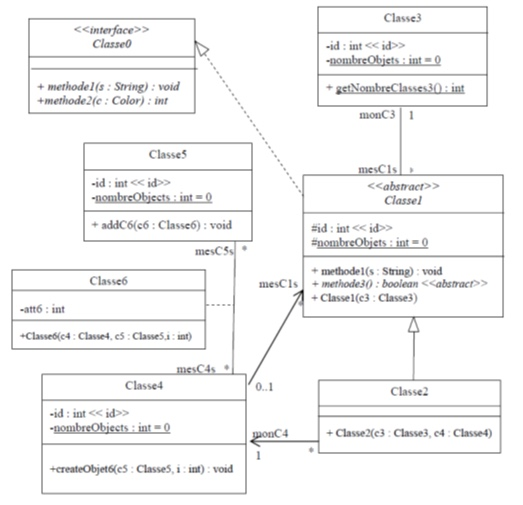 <<interface>>
Classe0
+ methode1(s : String) : void
+methode2(c : Color) : int
Classe3
-id : int << id>>
-nombreObjets : int = 0
+ getNombreClasses3() : int
monC3
1
mesC1s
Classe5
-id : int << id>>
-nombreObjects : int = 0
+ addC6(c6 : Classe6) : void
<<abstract>>
Classe1
#id : int << id>>
#nombreObjets : int = 0
+ methode1(s : String) : void
+ methode3() : boolean <<abstract>>
+ Classe1(c3 : Classe3)
mesC5s
*
Classe6
-att6 : int
+Classe6(c4 : Classe4, c5 : Classe5,i : int)
mesC1s
*
mesC4s
*
0..1
Classe4
-id : int << id>>
-nombreObjects : int = 0
+createObjet6(c5 : Classe5, i : int) : void
Classe2
+ Classe2(c3 : Classe3, c4 : Classe4)
monC4
1
*